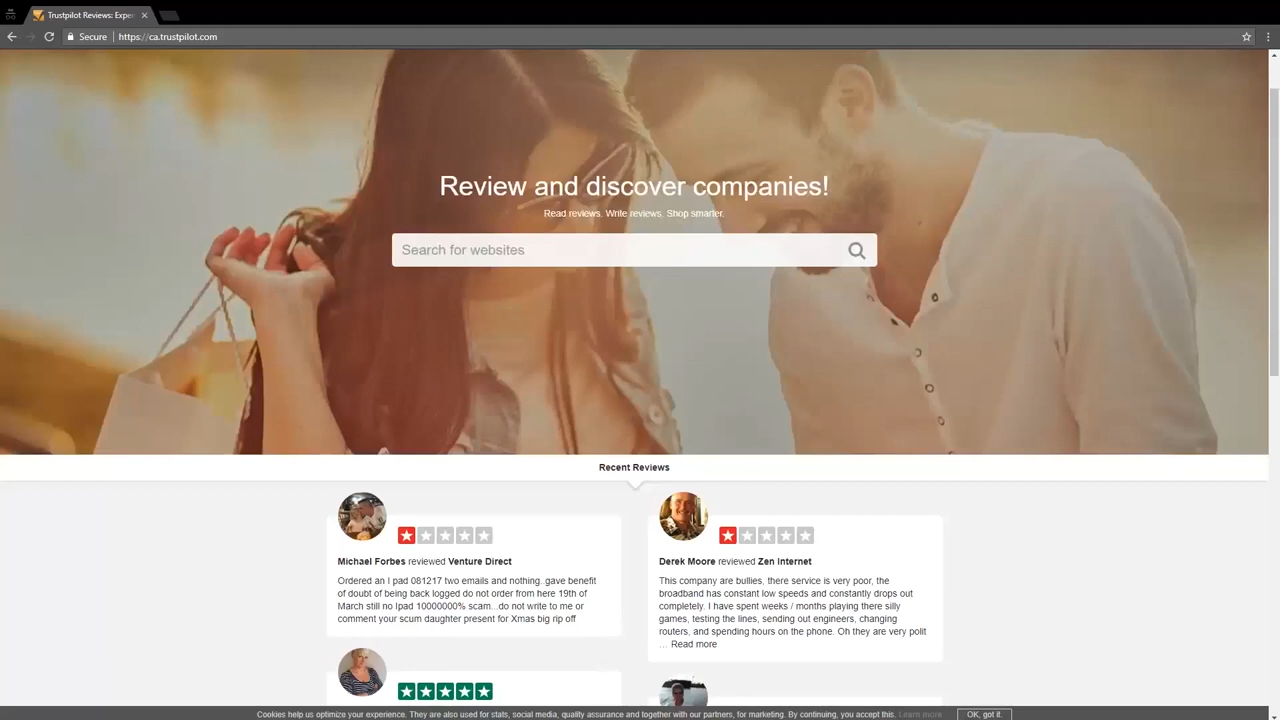 Trustpilot Reviews: Exper
Secure
https://ca.trustpilot.com
Review and discover companies!
Read reviews. Write reviews. Shop smarter.
Search for websites
Recent Reviews
Michael Forbes reviewed Venture Direct
Ordered an I pad 081217 two emails and nothing..gave benefit
of doubt of being back logged do not order from here 19th of
March still no Ipad 10000000% scam...do not write to me or
comment your scum daughter present for Xmas big rip off
Derek Moore reviewed Zen Internet
This company are bullies, there service is very poor, the
broadband has constant low speeds and constantly drops out
completely. I have spent weeks / months playing there silly
games, testing the lines, sending out engineers, changing
routers, and spending hours on the phone. Oh they are very polit
... Read more
Cookies help us optimize your experience. They are also used for stats, social media, quality assurance and together with our partners, for marketing. By continuing, you accept this. Learn more
OK, got it.